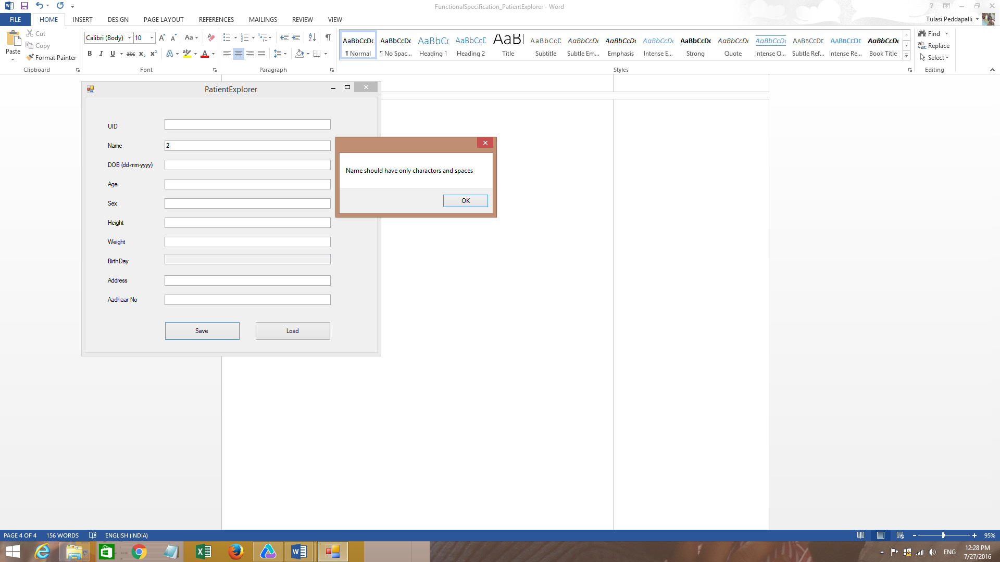 FunctionalSpecification_PatientExplorer - Word
FILE HOME INSERT DESIGN PAGE LAYOUT REFERENCES MAILINGS REVIEW VIEW
Tulasi Peddapalli
Paste
Cut
Copy
Format Painter
Clipboard
Calibri (Body) 10
Font
Paragraph
AaBbCcDc AaBbCcDc AaBbCc AaBbCcD AaBl AaBbCcD AaBbCcDc AaBbCcDc AaBbCcDc AaBbCcDc AaBbCcDc AaBbCcDc AABBCCDE AABBCCDE AaBbCcDc
¶ Normal ¶ No Spac... Heading 1 Heading 2 Title Subtitle Subtle Em... Emphasis Intense E... Strong Quote Intense Q... Subtle Ref... Intense Re... Book Title
Styles
Find
Replace
Select
Editing
PatientExplorer
UID
Name 2
DOB (dd-mm-yyyy)
Age
Sex
Height
Weight
BirthDay
Address
Aadhaar No
Save Load
Name should have only charactors and spaces
OK
PAGE 4 OF 4 156 WORDS ENGLISH (INDIA)
95%
ENG
12:28 PM
7/27/2016